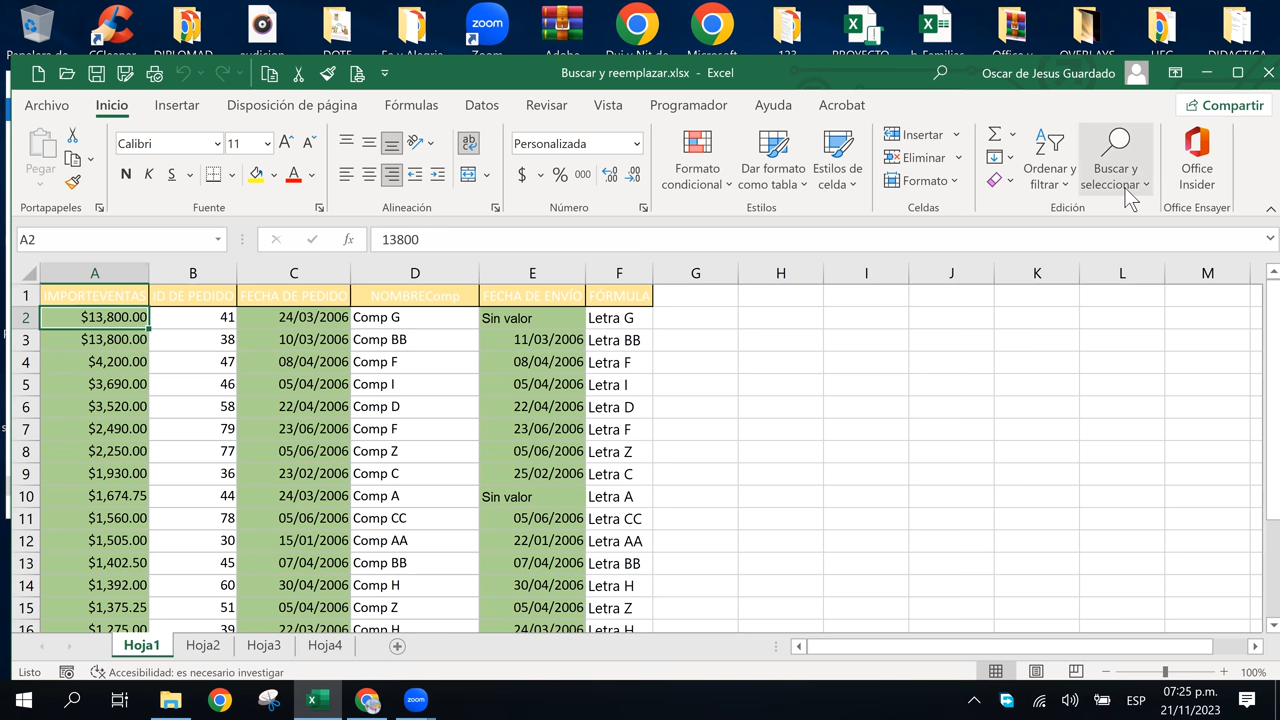 Papelera de
CCleaner
DIPLOMAD
audicion
DOTE
Fe y Alegria
Zoom
Adobe
Dui y Nit de
Microsoft
123
PROYECTO
b-Familias
Office y
OVERLAYS
UEG
DIDACTICA
zoom
Buscar y reemplazar.xlsx - Excel
Oscar de Jesus Guardado
Archivo Inicio Insertar Disposición de página Fórmulas Datos Revisar Vista Programador Ayuda Acrobat Compartir
Pegar
Calibri 11
N K S
Personalizada
$ % 000
Formato condicional
Dar formato como tabla
Estilos de celda
Insertar
Eliminar
Formato
Ordenar y filtrar
Buscar y seleccionar
Office Insider
Portapapeles Fuente Alineación Número Estilos Celdas Edición Office Ensayer
A2 fx 13800
A B C D E F G H I J K L M
1 IMPORTEVENTAS ID DE PEDIDO FECHA DE PEDIDO NOMBREComp FECHA DE ENVÍO FÓRMULA
2 $13,800.00 41 24/03/2006 Comp G Sin valor Letra G
3 $13,800.00 38 10/03/2006 Comp BB 11/03/2006 Letra BB
4 $4,200.00 47 08/04/2006 Comp F 08/04/2006 Letra F
5 $3,690.00 46 05/04/2006 Comp I 05/04/2006 Letra I
6 $3,520.00 58 22/04/2006 Comp D 22/04/2006 Letra D
7 $2,490.00 79 23/06/2006 Comp F 23/06/2006 Letra F
8 $2,250.00 77 05/06/2006 Comp Z 05/06/2006 Letra Z
9 $1,930.00 36 23/02/2006 Comp C 25/02/2006 Letra C
10 $1,674.75 44 24/03/2006 Comp A Sin valor Letra A
11 $1,560.00 78 05/06/2006 Comp CC 05/06/2006 Letra CC
12 $1,505.00 30 15/01/2006 Comp AA 22/01/2006 Letra AA
13 $1,402.50 45 07/04/2006 Comp BB 07/04/2006 Letra BB
14 $1,392.00 60 30/04/2006 Comp H 30/04/2006 Letra H
15 $1,375.25 51 05/04/2006 Comp Z 05/04/2006 Letra Z
16 $1,275.00 39 22/03/2006 Comp H 24/03/2006 Letra H
Hoja1 Hoja2 Hoja3 Hoja4
Listo Accesibilidad: es necesario investigar 100%
zoom
ESP
07:25 p.m.
21/11/2023